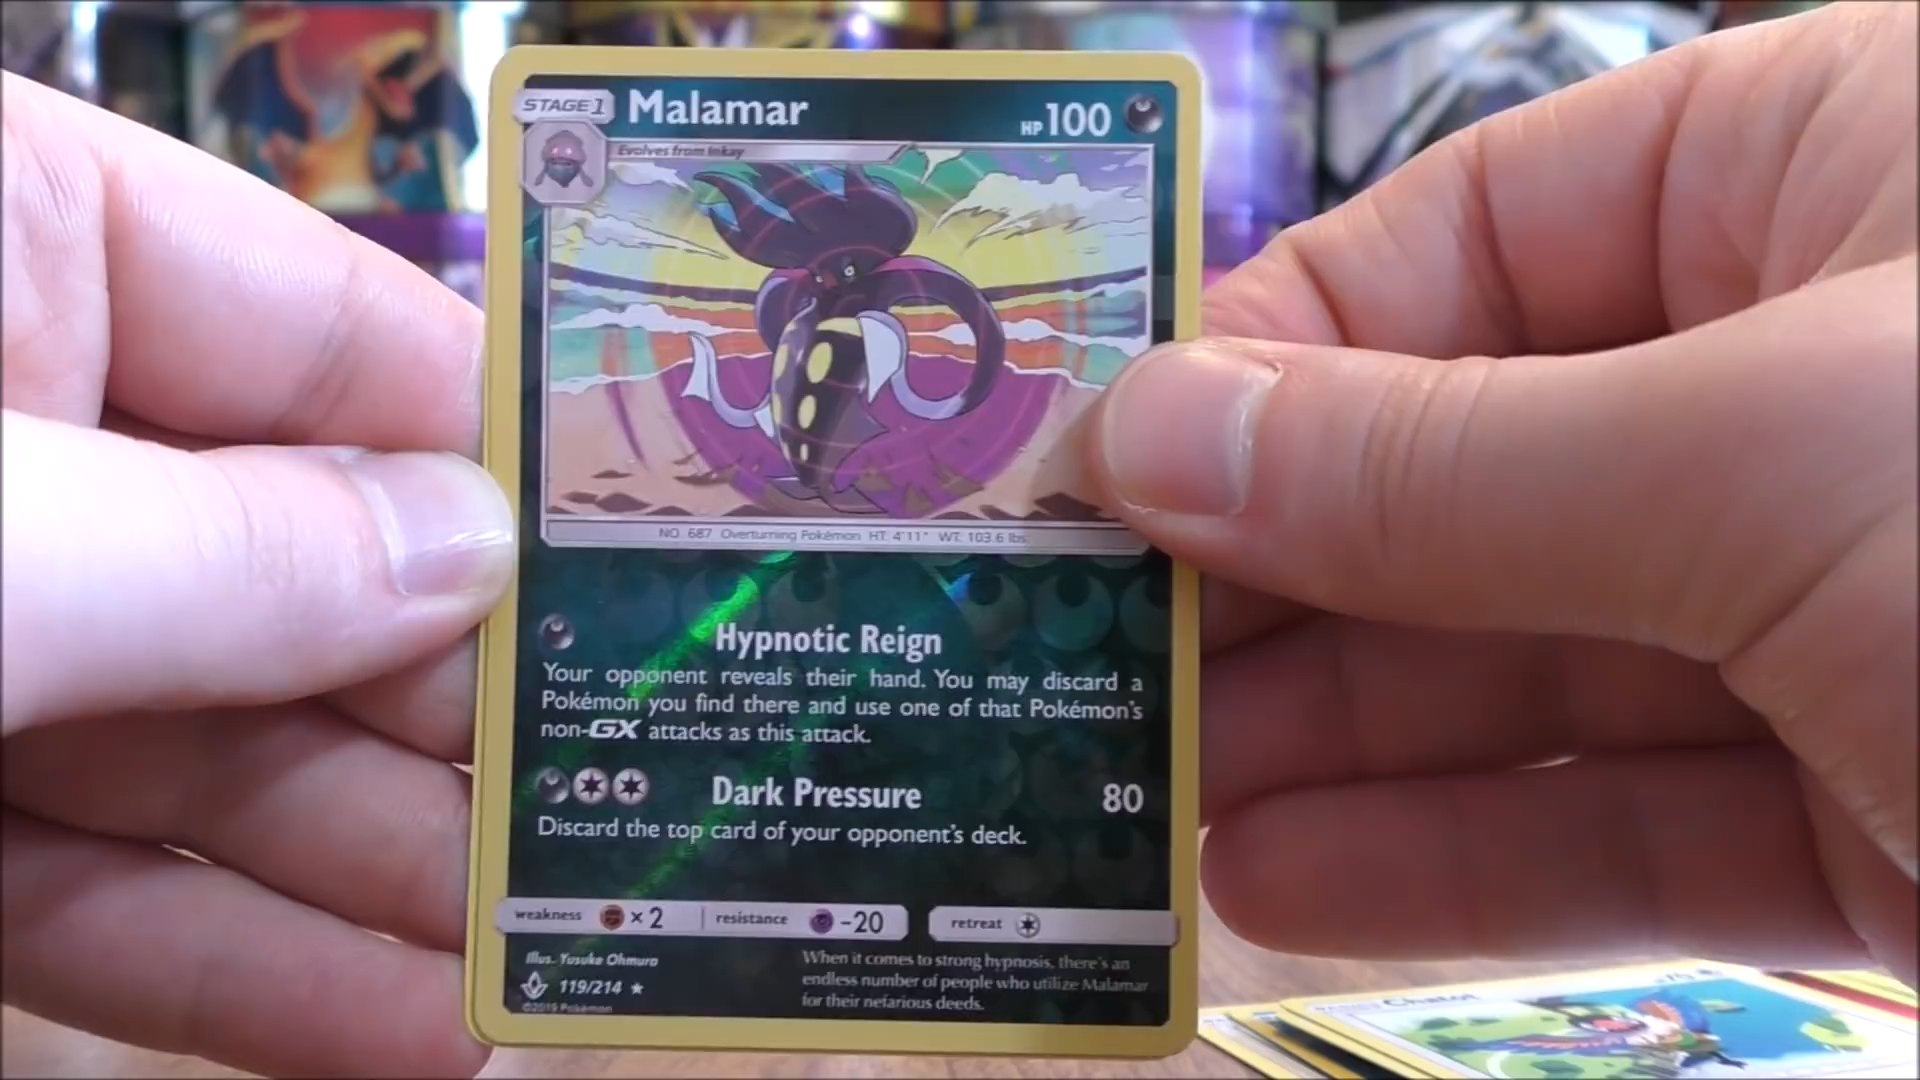 STAGE 1 Malamar HP 100
Evolves from Inkay
NO. 687 Overturning Pokémon HT: 4'11" WT: 103.6 lbs.
Hypnotic Reign
Your opponent reveals their hand. You may discard a
Pokémon you find there and use one of that Pokémon's
non-GX attacks as this attack.
Dark Pressure 80
Discard the top card of your opponent's deck.
weakness ×2 resistance -20 retreat
Illus. Yusuke Ohmura
119/214 ★
©2019 Pokémon
When it comes to strong hypnosis, there's an
endless number of people who utilize Malamar
for their nefarious deeds.
Chatot